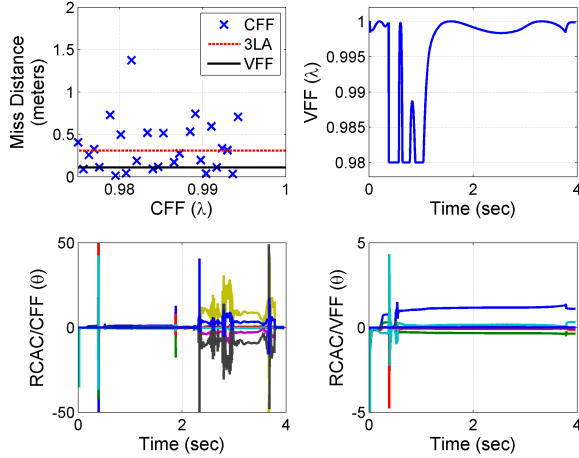 2
1.5
1
0.5
0
Miss Distance
(meters)
CFF
3LA
VFF
0.98
0.99
1
CFF (λ)
1
0.995
0.99
0.985
0.98
VFF (λ)
0
2
4
Time (sec)
50
0
-50
RCAC/CFF (θ)
0
2
4
Time (sec)
5
0
-5
RCAC/VFF (θ)
0
2
4
Time (sec)